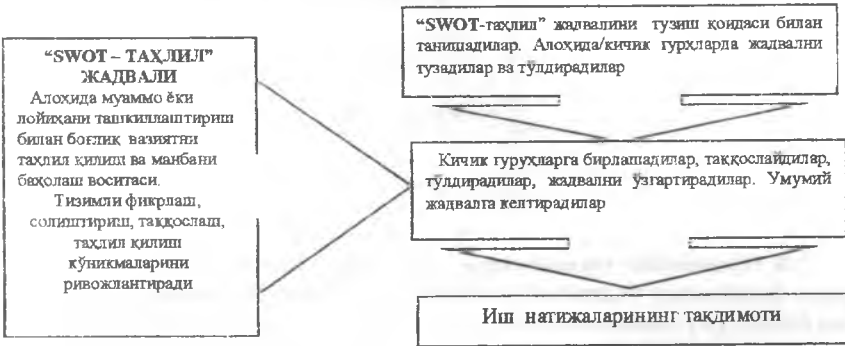 “SWOT – ТАҲЛИЛ”
ЖАДВАЛИ
Алоҳида муаммо ёки
лойиҳани ташкиллаштириш
билан боғлиқ вазиятни
таҳлил қилиш ва манбани
баҳолаш воситаси.
Тизимли фикрлаш,
солиштириш, таққослаш,
таҳлил қилиш
кўникмаларини
ривожлантиради
“SWOT-таҳлил” жадвалини тузиш қоидаси билан
танишадилар. Алоҳида/кичик гурҳларда жадвални
тузадилар ва тўлдирадилар
Кичик гуруҳларга бирлашадилар, таққослайдилар,
тўлдирадилар, жадвални ўзгартирадилар. Умумий
жадвалга келтирадилар
Иш натижаларининг тақдимоти